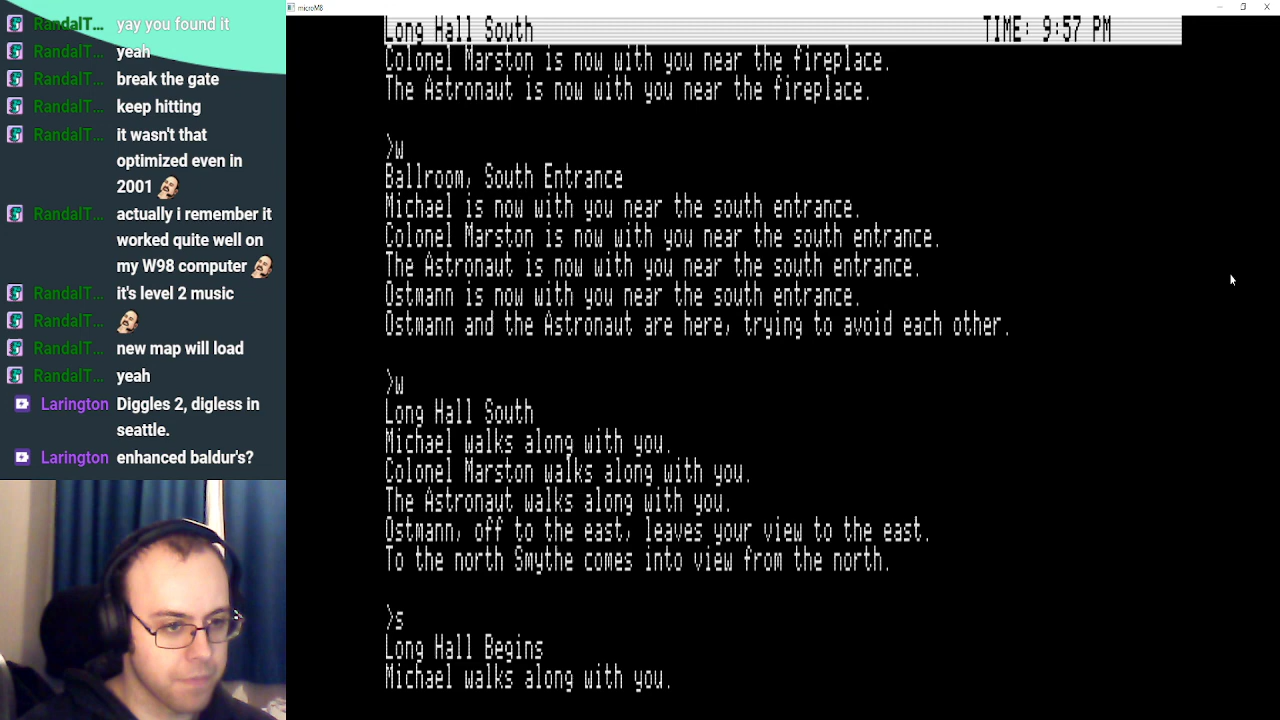 RandalT... yay you found it
RandalT... yeah
RandalT... break the gate
RandalT... keep hitting
RandalT... it wasn't that
optimized even in
2001
RandalT... actually i remember it
worked quite well on
my W98 computer
RandalT... it's level 2 music
RandalT...
RandalT... new map will load
RandalT... yeah
Larington Diggles 2, digless in
seattle.
Larington enhanced baldur's?
microM8
Long Hall South TIME: 9:57 PM
Colonel Marston is now with you near the fireplace.
The Astronaut is now with you near the fireplace.
>w
Ballroom, South Entrance
Michael is now with you near the south entrance.
Colonel Marston is now with you near the south entrance.
The Astronaut is now with you near the south entrance.
Ostmann is now with you near the south entrance.
Ostmann and the Astronaut are here, trying to avoid each other.
>w
Long Hall South
Michael walks along with you.
Colonel Marston walks along with you.
The Astronaut walks along with you.
Ostmann, off to the east, leaves your view to the east.
To the north Smythe comes into view from the north.
>s
Long Hall Begins
Michael walks along with you.